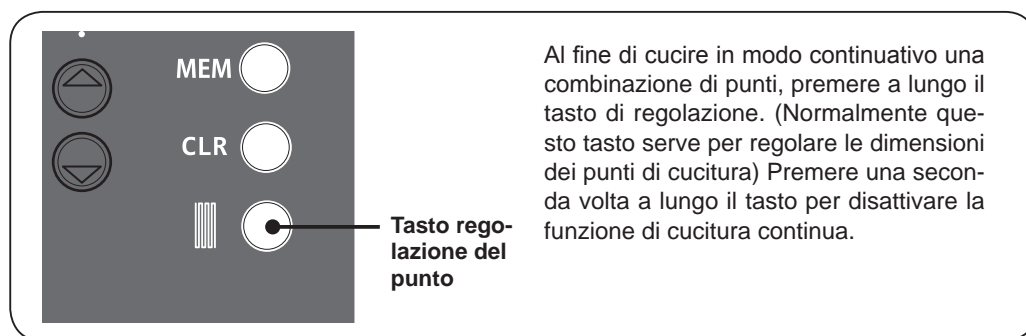 MEM
CLR
Tasto rego-
lazione del
punto
Al fine di cucire in modo continuativo una
combinazione di punti, premere a lungo il
tasto di regolazione. (Normalmente que-
sto tasto serve per regolare le dimensioni
dei punti di cucitura) Premere una secon-
da volta a lungo il tasto per disattivare la
funzione di cucitura continua.